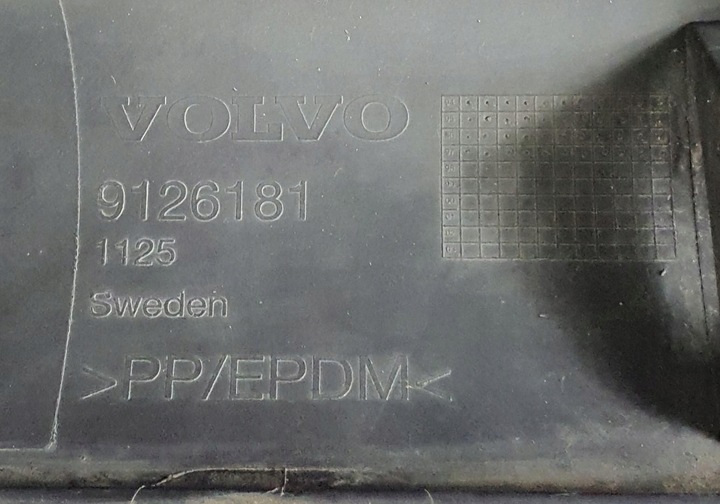 VOLVO
9126181
1125
Sweden
>PP/EPDM<